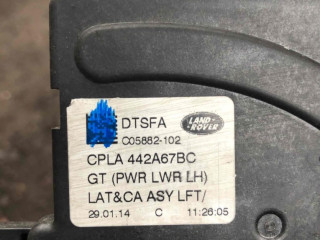 DTSFA
LAND-
ROVER
C05882-102
CPLA 442A67BC
GT (PWR LWR LH)
LAT&CA ASY LFT/
29.01.14 C 11:26:05